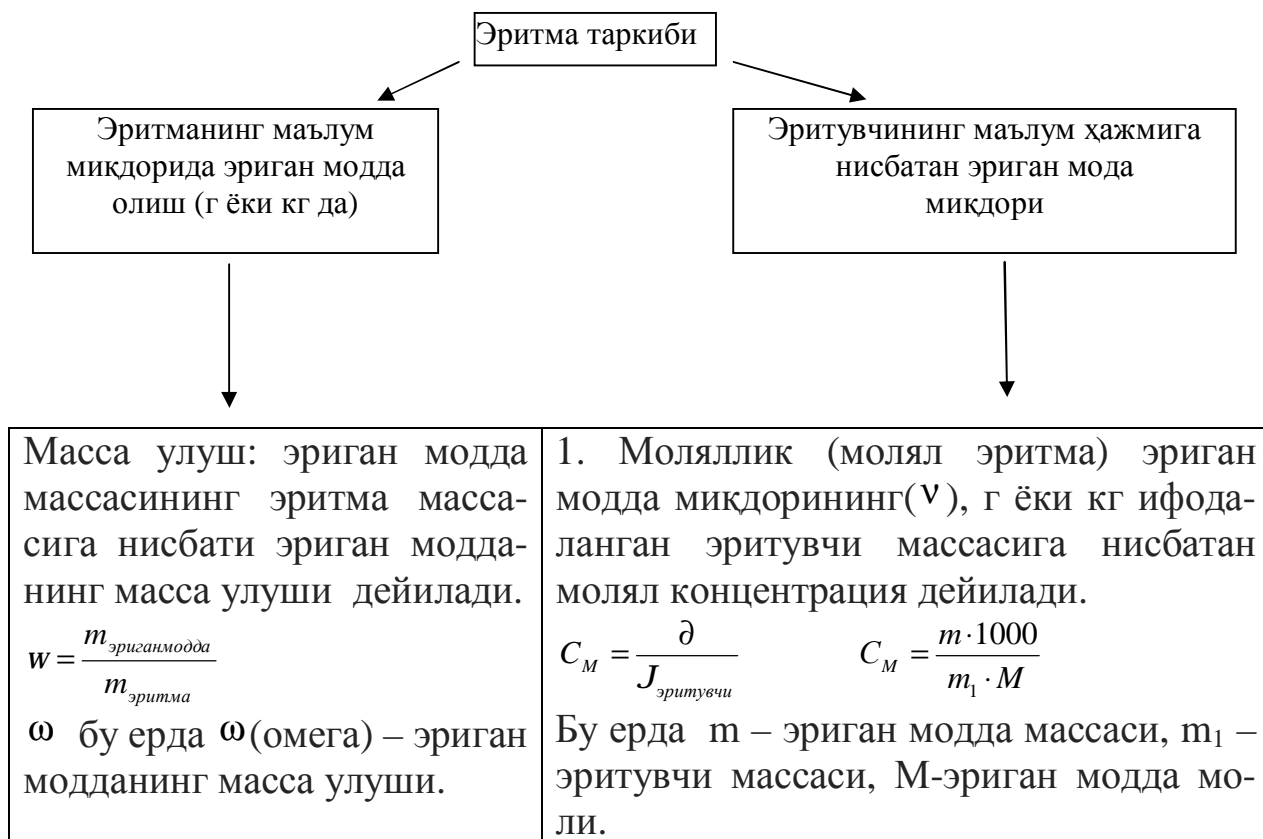 Эритма таркиби
Эритманинг маълум
миқдорида эриган модда
олиш (г ёки кг да)
Эритувчининг маълум ҳажмига
нисбатан эриган мода
миқдори
Масса улуш: эриган модда
массасининг эритма масса-
сига нисбати эриган модда-
нинг масса улуши дейилади.
w = m эриганмодда / m эритма
ω бу ерда ω(омега) – эриган
модданинг масса улуши.
1. Моляллик (молял эритма) эриган
модда миқдорининг(ν), г ёки кг ифода-
ланган эритувчи массасига нисбатан
молял концентрация дейилади.
C_M = ∂ / J эритувчи C_M = m·1000 / m₁·M
Бу ерда m – эриган модда массаси, m₁ –
эритувчи массаси, М-эриган модда мо-
ли.